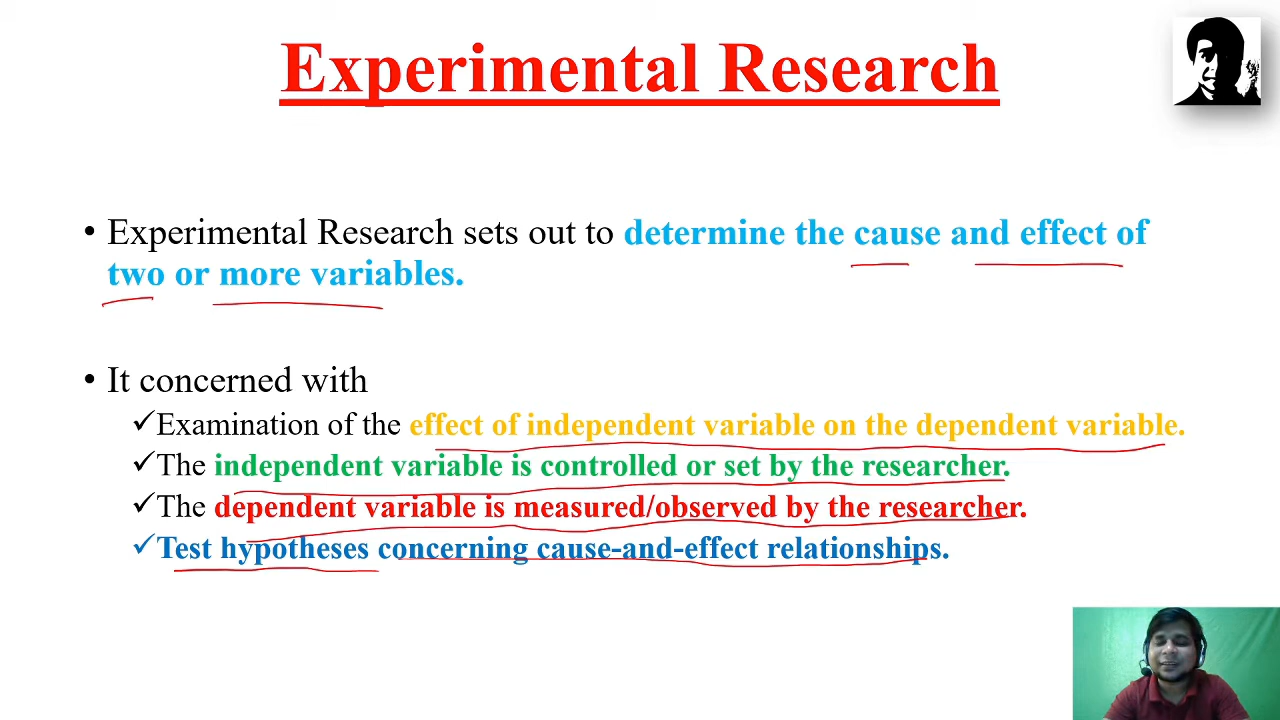 Experimental Research
• Experimental Research sets out to determine the cause and effect of
two or more variables.
• It concerned with
✓Examination of the effect of independent variable on the dependent variable.
✓The independent variable is controlled or set by the researcher.
✓The dependent variable is measured/observed by the researcher.
✓Test hypotheses concerning cause-and-effect relationships.